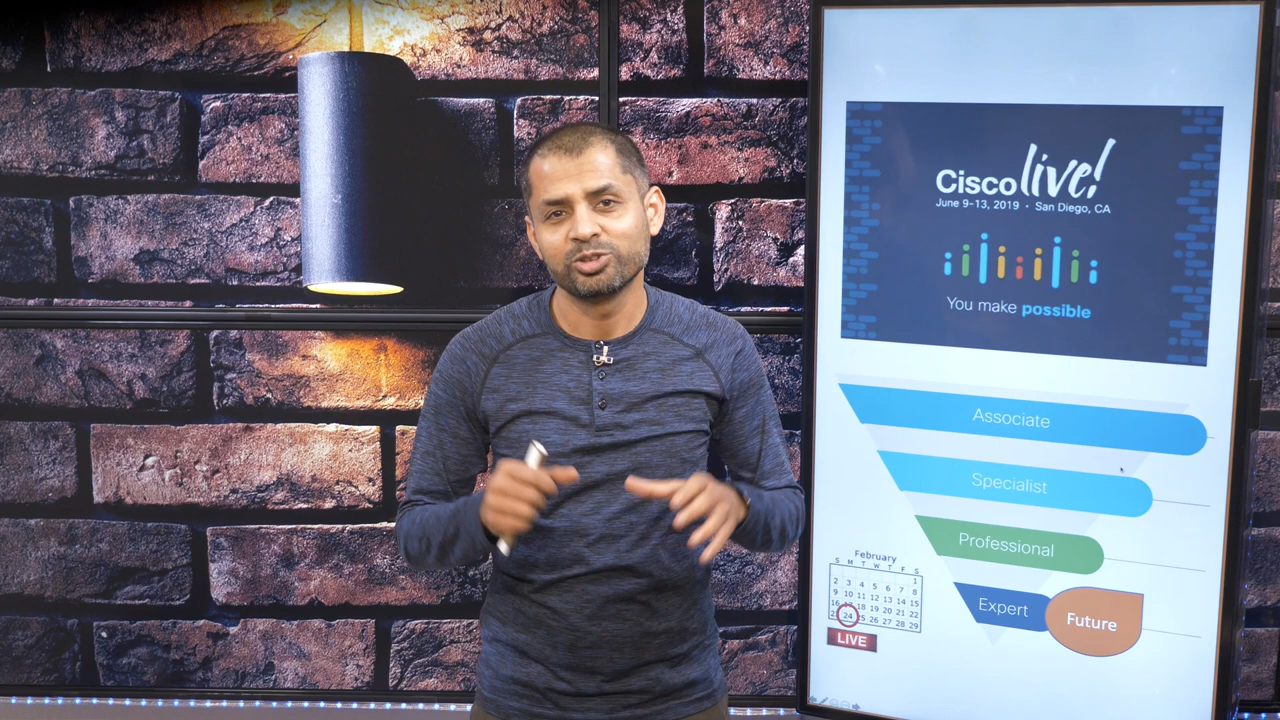 Cisco live!
June 9-13, 2019 · San Diego, CA
You make possible
Associate
Specialist
Professional
Expert
Future
February
S M T W T F S
1
2 3 4 5 6 7 8
9 10 11 12 13 14 15
16 17 18 19 20 21 22
24 25 26 27 28 29
LIVE